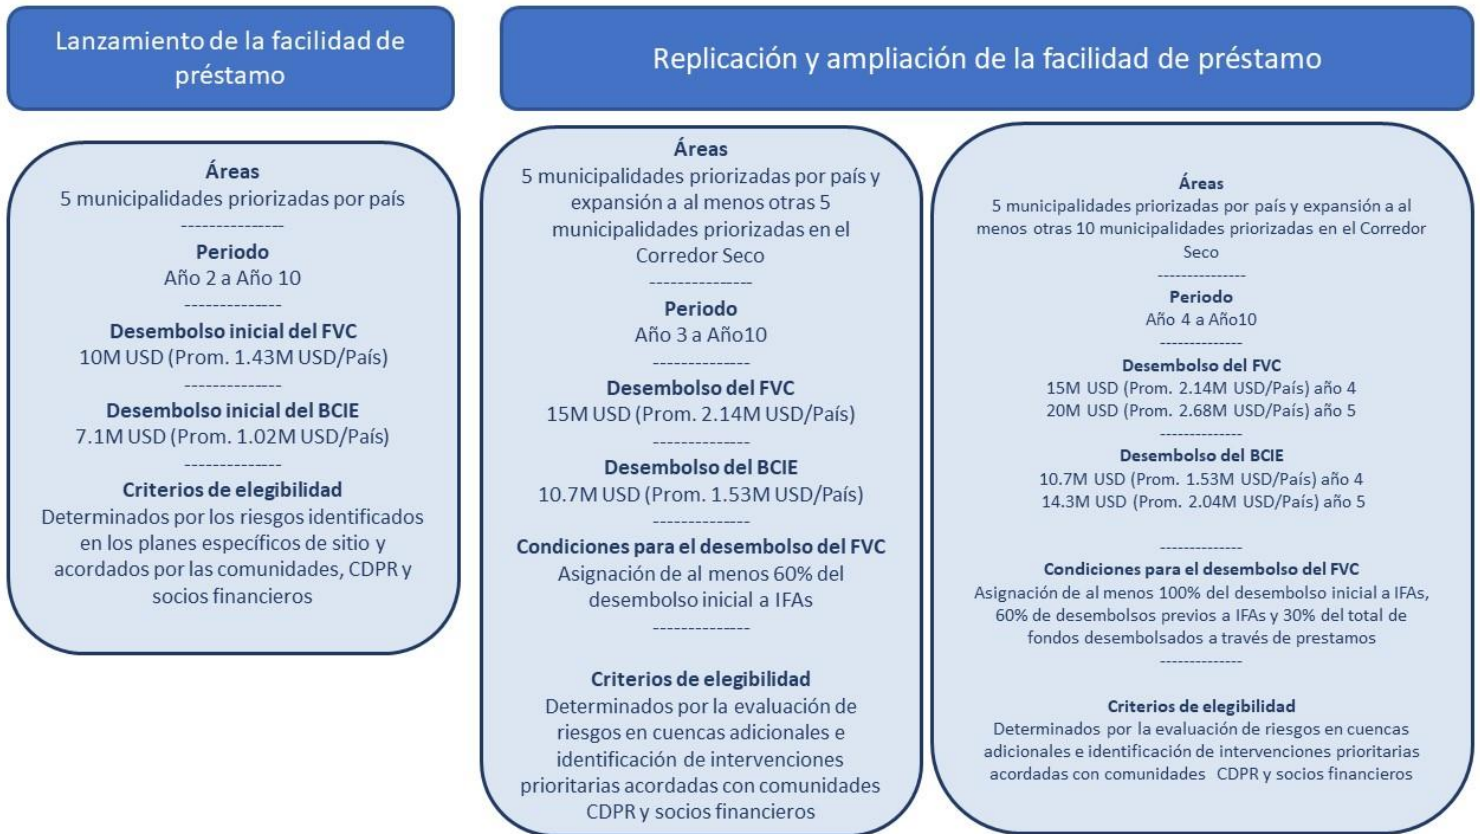 Lanzamiento de la facilidad de
préstamo
Replicación y ampliación de la facilidad de préstamo
Áreas
5 municipalidades priorizadas por país
---------------
Periodo
Año 2 a Año 10
--------------
Desembolso inicial del FVC
10M USD (Prom. 1.43M USD/País)
--------------
Desembolso inicial del BCIE
7.1M USD (Prom. 1.02M USD/País)
--------------
Criterios de elegibilidad
Determinados por los riesgos identificados
en los planes específicos de sitio y
acordados por las comunidades, CDPR y
socios financieros
Áreas
5 municipalidades priorizadas por país y
expansión a al menos otras 5
municipalidades priorizadas en el
Corredor Seco
---------------
Periodo
Año 3 a Año10
--------------
Desembolso del FVC
15M USD (Prom. 2.14M USD/País)
--------------
Desembolso del BCIE
10.7M USD (Prom. 1.53M USD/País)
--------------
Condiciones para el desembolso del FVC
Asignación de al menos 60% del
desembolso inicial a IFAs
--------------
Criterios de elegibilidad
Determinados por la evaluación de
riesgos en cuencas adicionales e
identificación de intervenciones
prioritarias acordadas con comunidades
CDPR y socios financieros
Áreas
5 municipalidades priorizadas por país y expansión a al
menos otras 10 municipalidades priorizadas en el Corredor
Seco
---------------
Periodo
Año 4 a Año10
--------------
Desembolso del FVC
15M USD (Prom. 2.14M USD/País) año 4
20M USD (Prom. 2.68M USD/País) año 5
--------------
Desembolso del BCIE
10.7M USD (Prom. 1.53M USD/País) año 4
14.3M USD (Prom. 2.04M USD/País) año 5
--------------
Condiciones para el desembolso del FVC
Asignación de al menos 100% del desembolso inicial a IFAs,
60% de desembolsos previos a IFAs y 30% del total de
fondos desembolsados a través de prestamos
--------------
Criterios de elegibilidad
Determinados por la evaluación de riesgos en cuencas
adicionales e identificación de intervenciones prioritarias
acordadas con comunidades CDPR y socios financieros